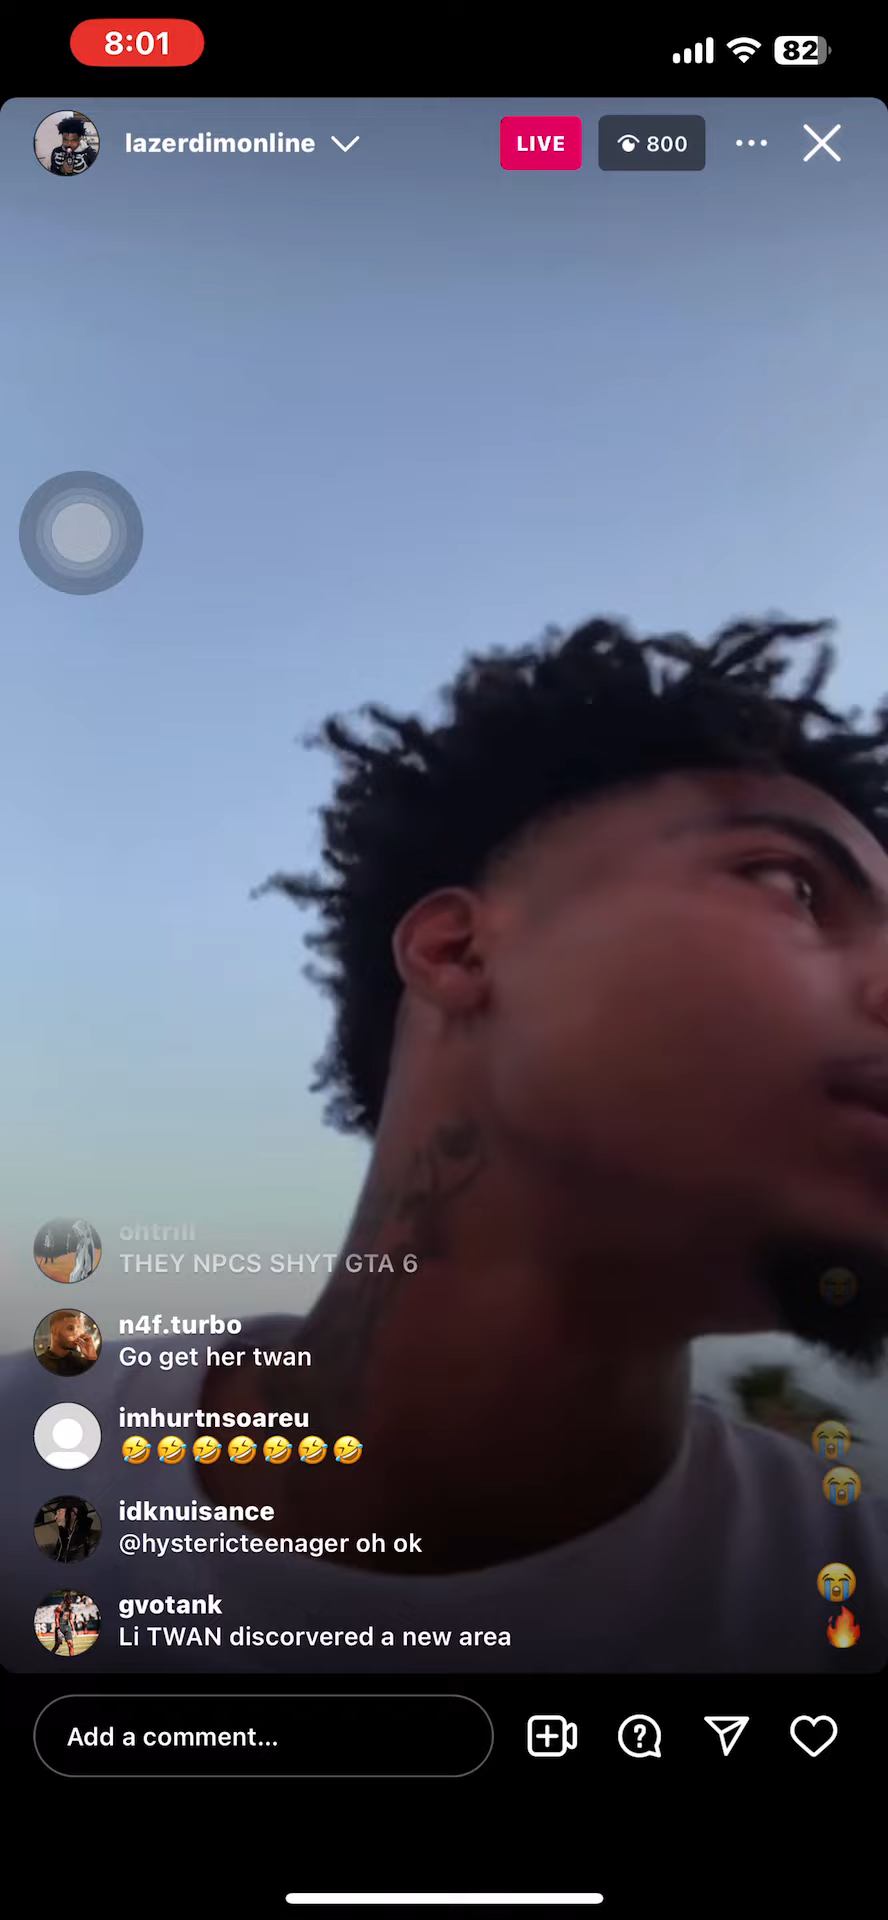 8:01
82
lazerdimonline
LIVE
800
ohtrill
THEY NPCS SHYT GTA 6
n4f.turbo
Go get her twan
imhurtnsoareu
🤣🤣🤣🤣🤣🤣🤣
idknuisance
@hystericteenager oh ok
gvotank
Li TWAN discorvered a new area
Add a comment...